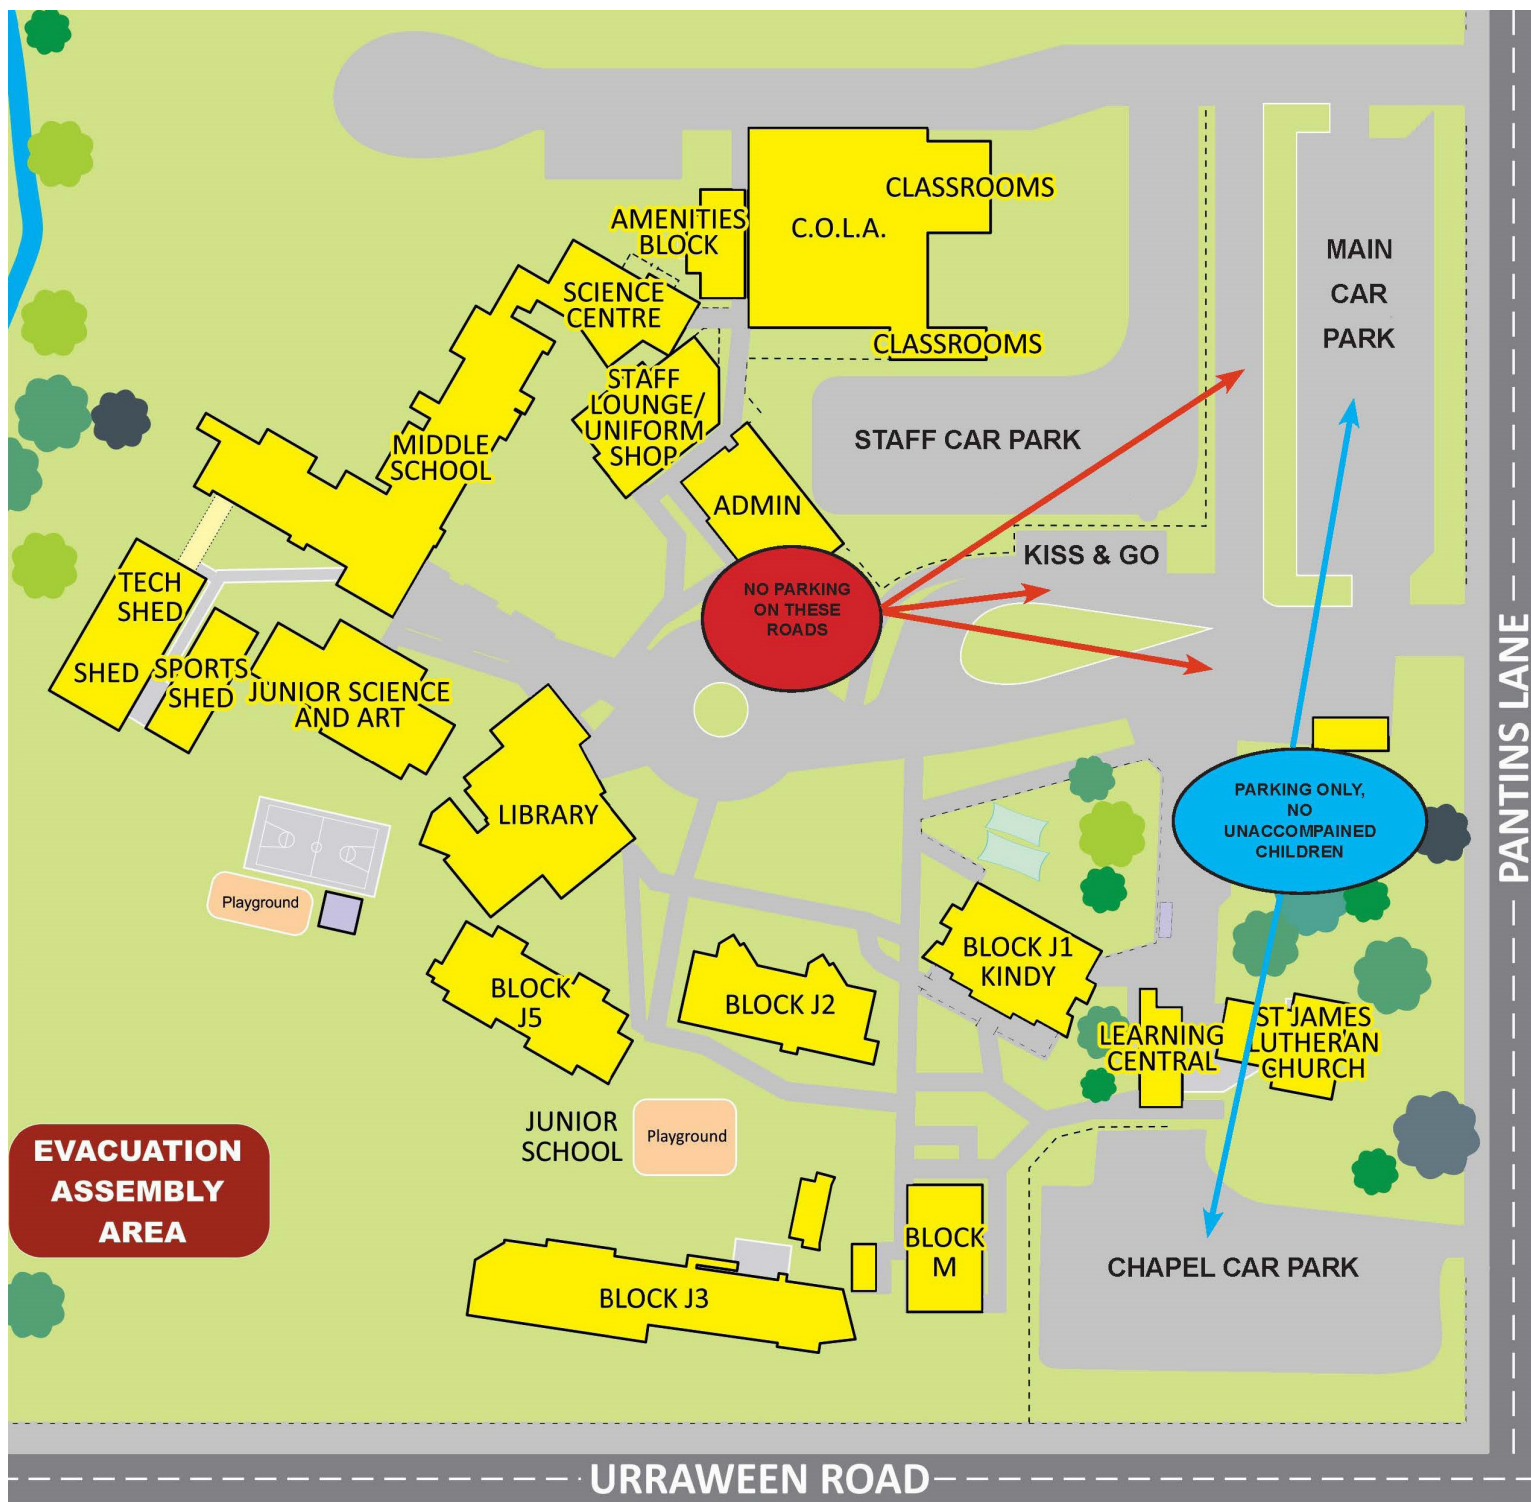 CLASSROOMS
AMENITIES
BLOCK
C.O.L.A.
MAIN
CAR
PARK
SCIENCE
CENTRE
CLASSROOMS
STAFF
LOUNGE/
UNIFORM
SHOP
STAFF CAR PARK
MIDDLE
SCHOOL
ADMIN
KISS & GO
NO PARKING
ON THESE
ROADS
TECH
SHED
SHED
SPORTS
SHED
JUNIOR SCIENCE
AND ART
PANTINS LANE
LIBRARY
PARKING ONLY,
NO
UNACCOMPAINED
CHILDREN
Playground
BLOCK J1
KINDY
BLOCK
J5
BLOCK J2
LEARNING
CENTRAL
ST JAMES
LUTHERAN
CHURCH
JUNIOR
SCHOOL
Playground
EVACUATION
ASSEMBLY
AREA
BLOCK
M
CHAPEL CAR PARK
BLOCK J3
URRAWEEN ROAD